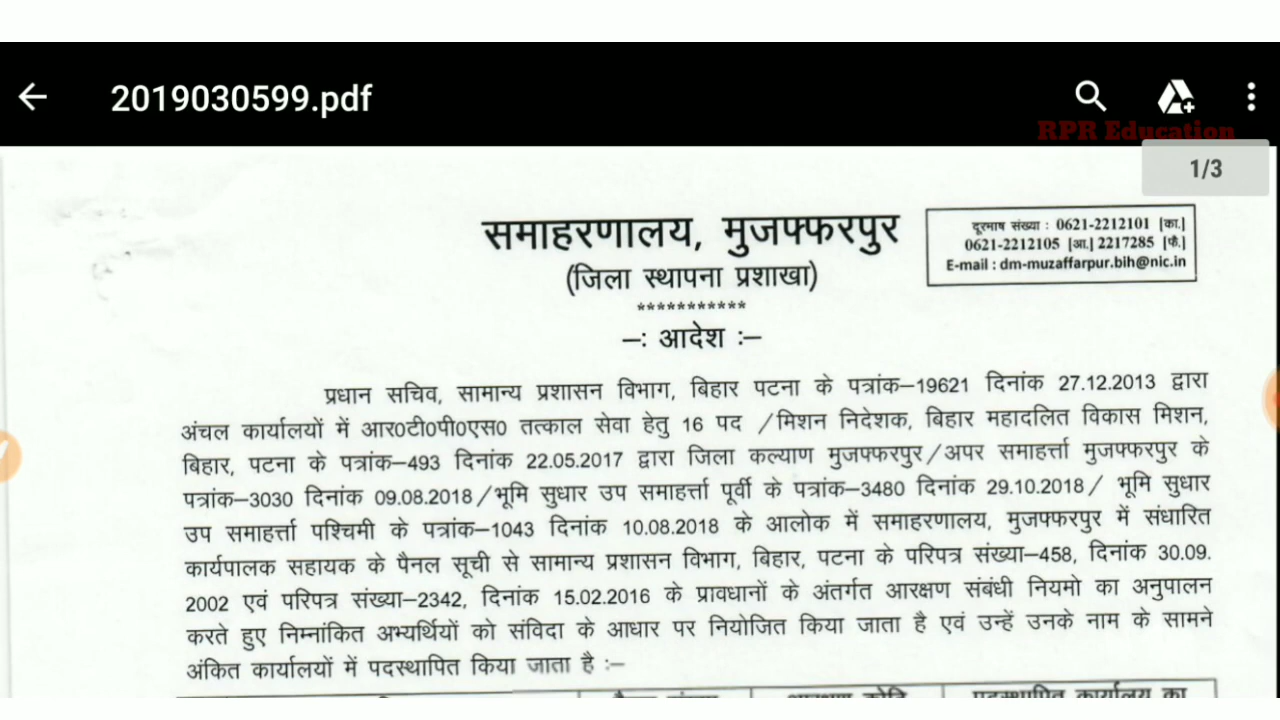 2019030599.pdf
RPR Education
1/3
समाहरणालय, मुजफ्फरपुर
(जिला स्थापना प्रशाखा)
दूरभाष संख्या : 0621-2212101 [का.]
0621-2212105 [आ.] 2217285 [फै.]
E-mail : dm-muzaffarpur.bih@nic.in
***********
–: आदेश :–
प्रधान सचिव, सामान्य प्रशासन विभाग, बिहार पटना के पत्रांक–19621 दिनांक 27.12.2013 द्वारा
अंचल कार्यालयों में आर0टी0पी0एस0 तत्काल सेवा हेतु 16 पद /मिशन निदेशक, बिहार महादलित विकास मिशन,
बिहार, पटना के पत्रांक–493 दिनांक 22.05.2017 द्वारा जिला कल्याण मुजफ्फरपुर/अपर समाहर्त्ता मुजफ्फरपुर के
पत्रांक–3030 दिनांक 09.08.2018/भूमि सुधार उप समाहर्त्ता पूर्वी के पत्रांक–3480 दिनांक 29.10.2018/ भूमि सुधार
उप समाहर्त्ता पश्चिमी के पत्रांक–1043 दिनांक 10.08.2018 के आलोक में समाहरणालय, मुजफ्फरपुर में संधारित
कार्यपालक सहायक के पैनल सूची से सामान्य प्रशासन विभाग, बिहार, पटना के परिपत्र संख्या–458, दिनांक 30.09.
2002 एवं परिपत्र संख्या–2342, दिनांक 15.02.2016 के प्रावधानों के अंतर्गत आरक्षण संबंधी नियमो का अनुपालन
करते हुए निम्नांकित अभ्यर्थियों को संविदा के आधार पर नियोजित किया जाता है एवं उन्हें उनके नाम के सामने
अंकित कार्यालयों में पदस्थापित किया जाता है :–
आरक्षण कोटि पदस्थापित कार्यालय का